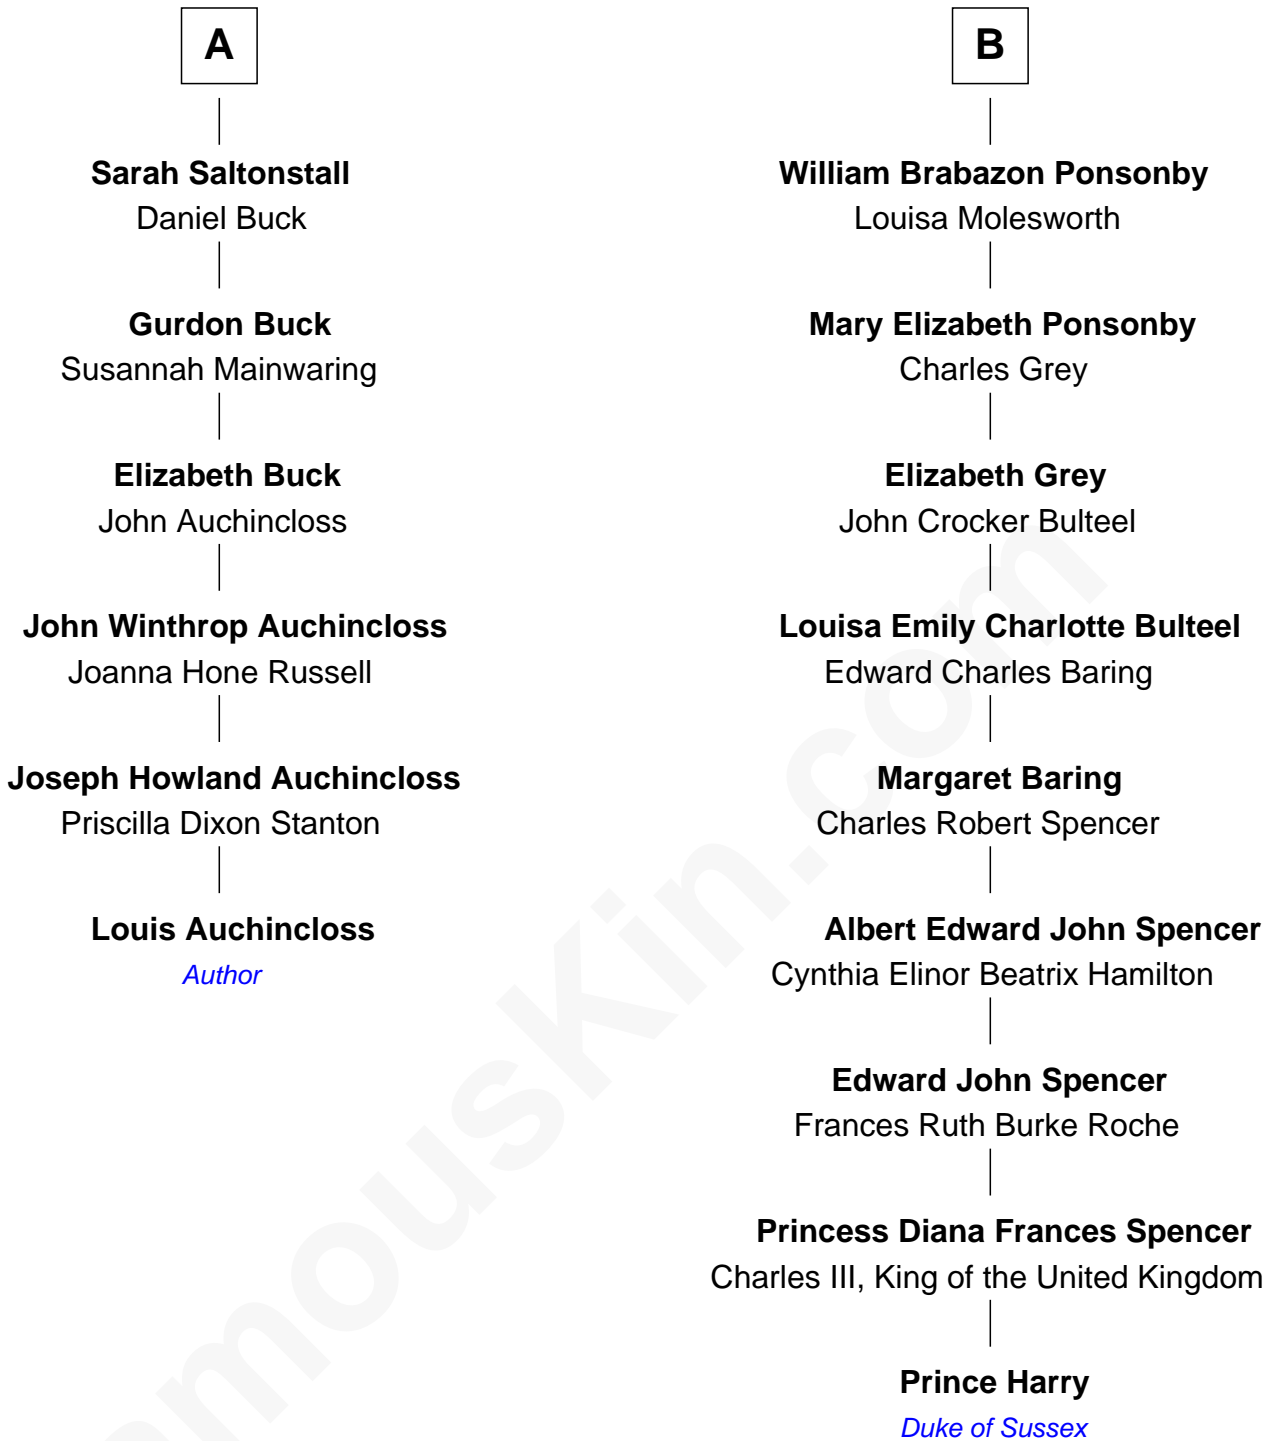 A
Sarah Saltonstall
Daniel Buck
Gurdon Buck
Susannah Mainwaring
Elizabeth Buck
John Auchincloss
John Winthrop Auchincloss
Joanna Hone Russell
Joseph Howland Auchincloss
Priscilla Dixon Stanton
Louis Auchincloss
Author
B
William Brabazon Ponsonby
Louisa Molesworth
Mary Elizabeth Ponsonby
Charles Grey
Elizabeth Grey
John Crocker Bulteel
Louisa Emily Charlotte Bulteel
Edward Charles Baring
Margaret Baring
Charles Robert Spencer
Albert Edward John Spencer
Cynthia Elinor Beatrix Hamilton
Edward John Spencer
Frances Ruth Burke Roche
Princess Diana Frances Spencer
Charles III, King of the United Kingdom
Prince Harry
Duke of Sussex
mousKin.com